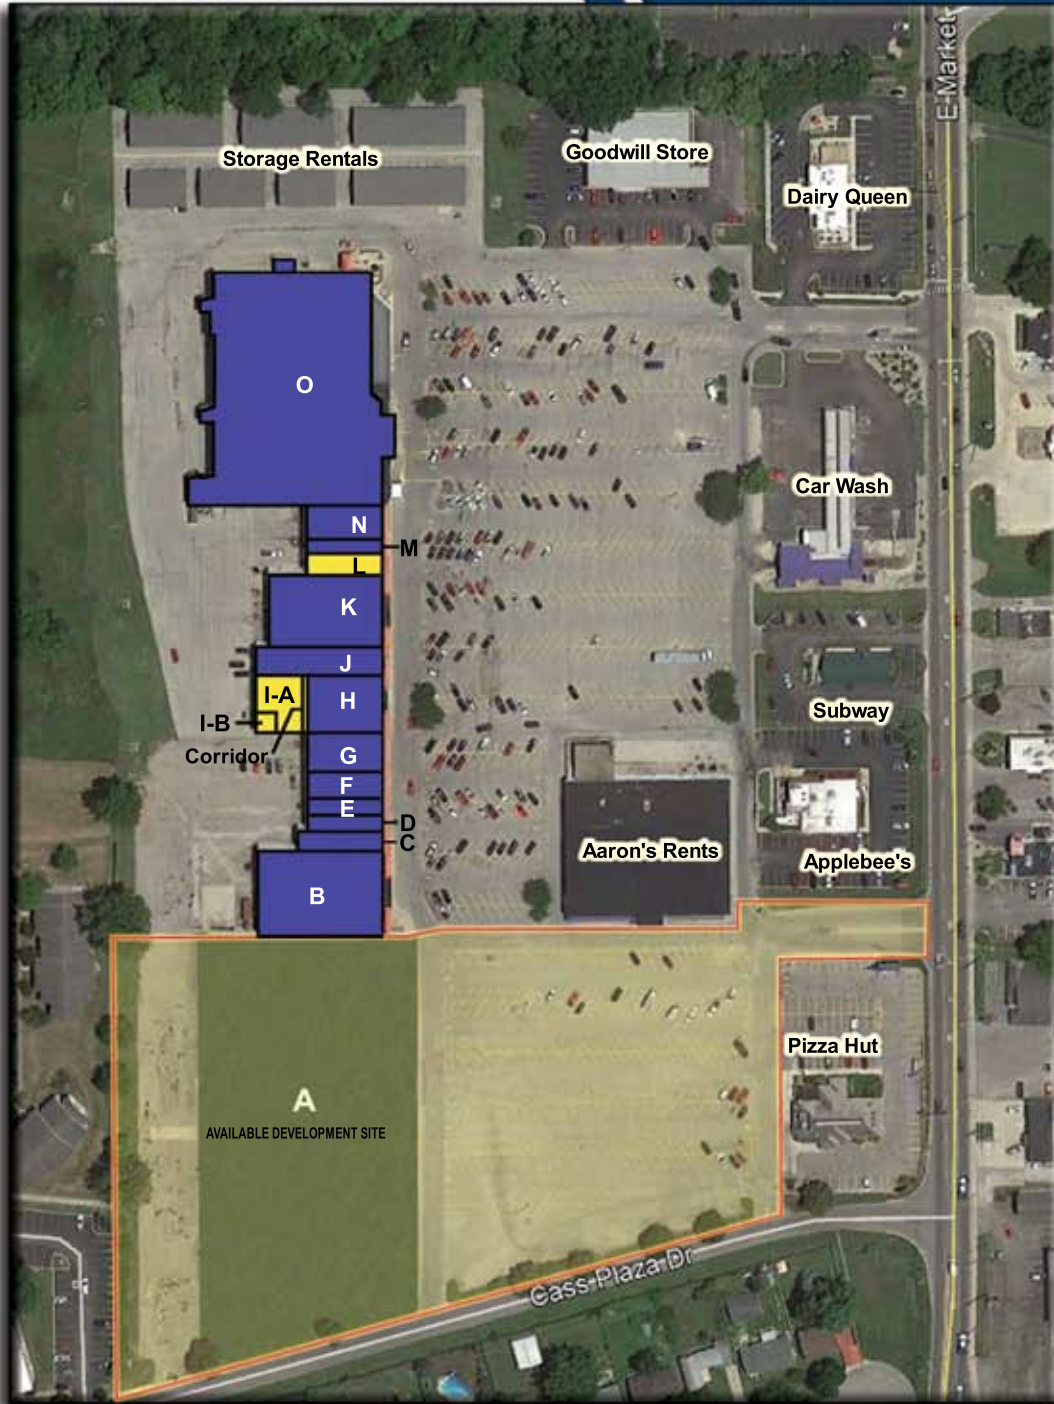 E Market
Storage Rentals
Goodwill Store
Dairy Queen
O
Car Wash
N
M
L
K
J
I-A
H
I-B
Subway
Corridor
G
F
E
D
C
Aaron's Rents
Applebee's
B
Pizza Hut
A
AVAILABLE DEVELOPMENT SITE
Cass Plaza Dr